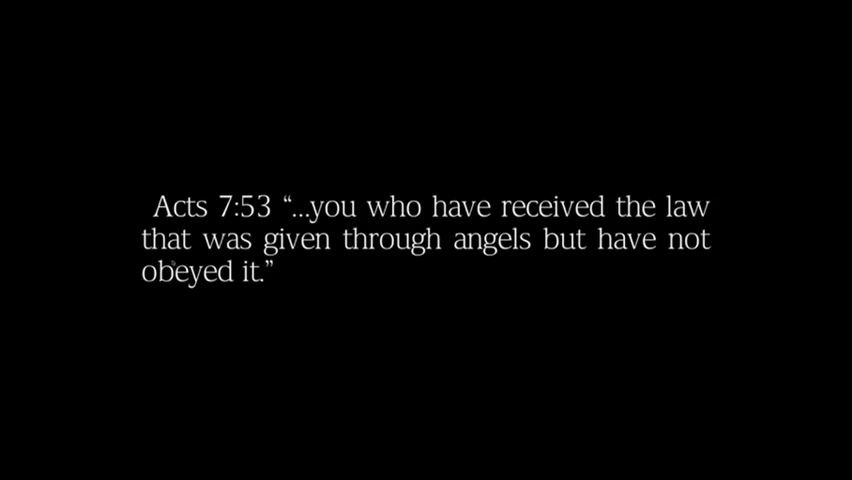 Acts 7:53 “...you who have received the law
that was given through angels but have not
obeyed it.”